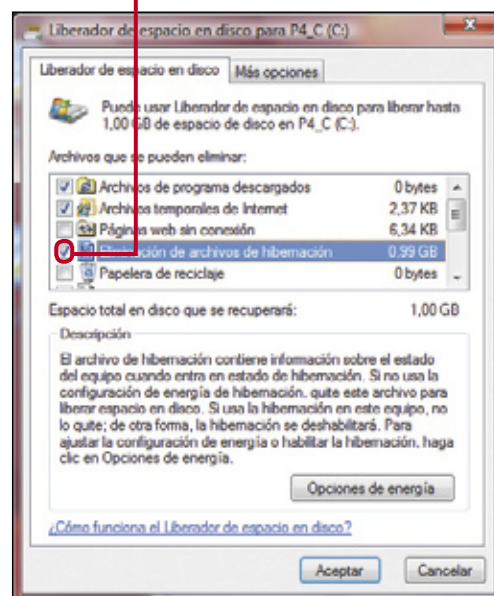 Liberador de espacio en disco para P4_C (C:)
Liberador de espacio en disco
Más opciones
Puede usar Liberador de espacio en disco para liberar hasta
1,00 GB de espacio de disco en P4_C (C:).
Archivos que se pueden eliminar:
Archivos de programa descargados 0 bytes
Archivos temporales de Internet 2,37 KB
Páginas web sin conexión 6,34 KB
de archivos de hibernación 0.99 GB
Papelera de reciclaje 0 bytes
Espacio total en disco que se recuperará: 1,00 GB
Descripción
El archivo de hibernación contiene información sobre el estado
del equipo cuando entra en estado de hibernación. Si no usa la
configuración de energía de hibernación, quite este archivo para
liberar espacio en disco. Si usa la hibernación en este equipo, no
lo quite; de otra forma, la hibernación se deshabilitará. Para
ajustar la configuración de energía o habilitar la hibernación, haga
clic en Opciones de energía.
Opciones de energía
¿Cómo funciona el Liberador de espacio en disco?
Aceptar
Cancelar